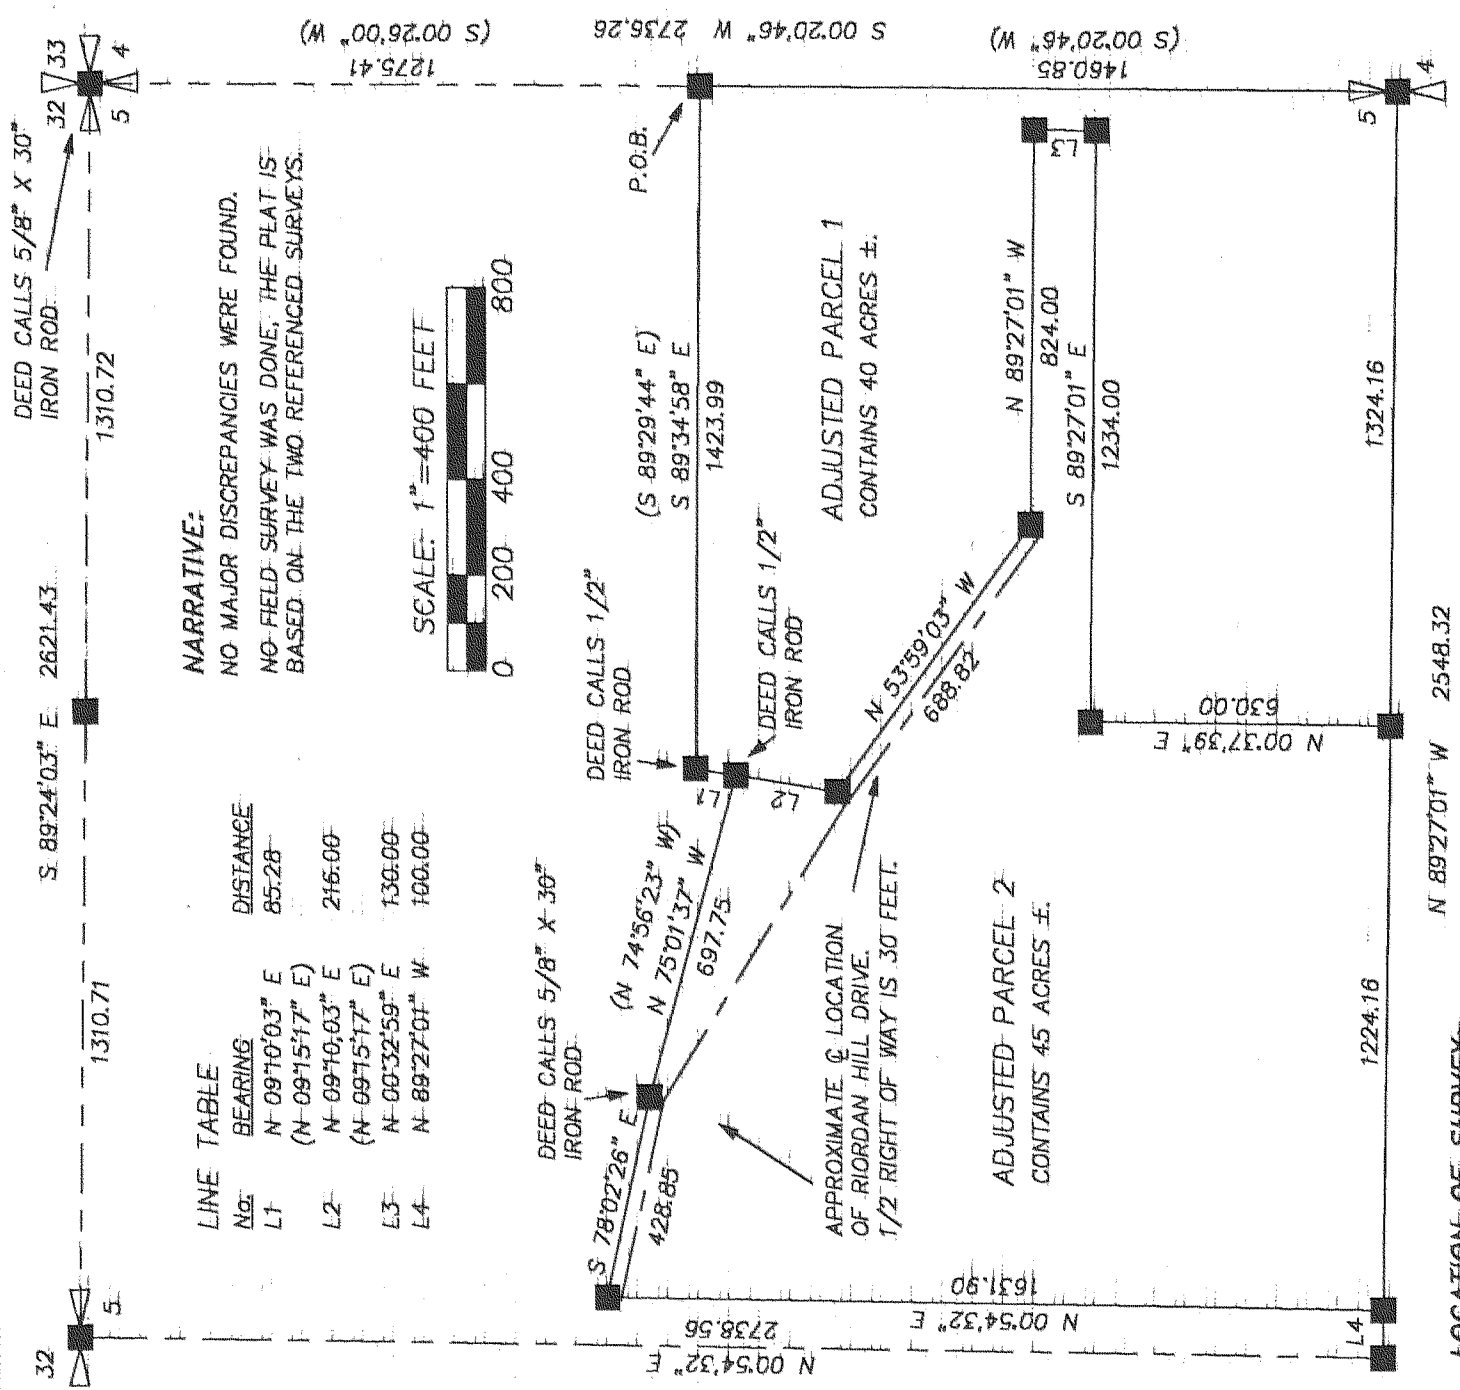 DEED CALLS 5/8" X 30"
IRON ROD
32 33
5 4
S 89°24'03" E 2621.43
1310.71
1310.72
32
5
(S 00°26'00" W)
1275.41
S 00°20'46" W 2736.26
(S 00°20'46" W)
1460.85
NARRATIVE:
NO MAJOR DISCREPANCIES WERE FOUND.
NO FIELD SURVEY WAS DONE, THE PLAT IS
BASED ON THE TWO REFERENCED SURVEYS.
SCALE: 1"=400 FEET
0 200 400 800
LINE TABLE
No. BEARING DISTANCE
L1 N 09°10'03" E 85.28
(N 09°15'17" E)
L2 N 09°10'03" E 216.00
(N 09°15'17" E)
L3 N 00°32'59" E 130.00
L4 N 89°27'01" W 100.00
P.O.B.
DEED CALLS 1/2"
IRON ROD
(S 89°29'44" E)
S 89°34'58" E
1423.99
DEED CALLS 1/2"
IRON ROD
L1
L2
DEED CALLS 5/8" X 30"
IRON ROD
(N 74°56'23" W)
N 75°01'37" W
697.75
S 78°02'26" E
428.85
ADJUSTED PARCEL 1
CONTAINS 40 ACRES ±.
N 53°59'03" W
688.82
N 89°27'01" W
824.00
L3
S 89°27'01" E
1234.00
APPROXIMATE ℄ LOCATION
OF RIORDAN HILL DRIVE.
1/2 RIGHT OF WAY IS 30 FEET.
ADJUSTED PARCEL 2
CONTAINS 45 ACRES ±.
N 00°37'39" E
630.00
2738.56
N 00°54'32" E
1631.90
N 00°54'32" E
L4
1224.16
1324.16
5
4
N 89°27'01" W 2548.32
LOCATION OF SURVEY